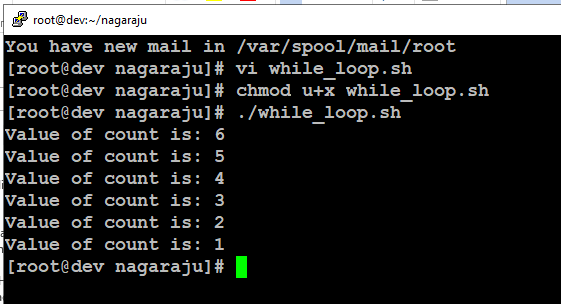 root@dev:~/nagaraju
You have new mail in /var/spool/mail/root
[root@dev nagaraju]# vi while_loop.sh
[root@dev nagaraju]# chmod u+x while_loop.sh
[root@dev nagaraju]# ./while_loop.sh
Value of count is: 6
Value of count is: 5
Value of count is: 4
Value of count is: 3
Value of count is: 2
Value of count is: 1
[root@dev nagaraju]#